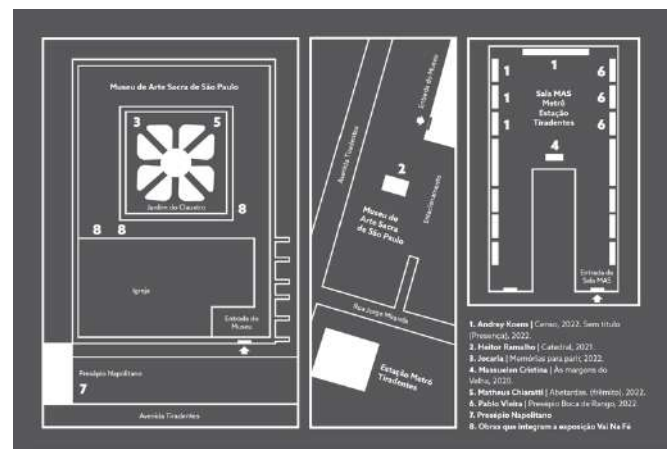 Museu de Arte Sacra de São Paulo
3
5
Jardim do Claustro
8
8
8
Igreja
Entrada do
Museu
Presépio Napolitano
7
Avenida Tiradentes
Entrada do Museu
Avenida Tiradentes
2
Estacionamento
Museu de
Arte Sacra
de São Paulo
Rua Jorge Miranda
Estação Metrô
Tiradentes
1
1
6
Sala MAS
Metrô
Estação
Tiradentes
1
6
1
6
4
Entrada da
Sala MAS
1. Andrey Koens | Censo, 2022. Sem título
(Presença), 2022.
2. Heitor Ramalho | Catedral, 2021.
3. Jocarla | Memórias para parir, 2022.
4. Massuelen Cristina | Às margens do
Velha, 2020.
5. Matheus Chiaratti | Abetardas, (frêmito), 2022.
6. Pablo Vieira | Presépio Boca de Rango, 2022.
7. Presépio Napolitano
8. Obras que integram a exposição Vai Na Fé